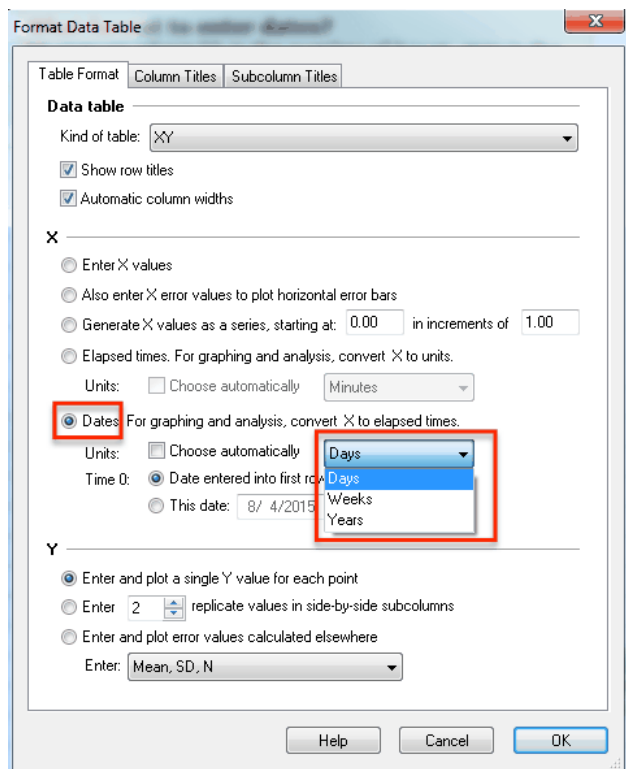 Format Data Table
Table Format Column Titles Subcolumn Titles
Data table
Kind of table: XY
Show row titles
Automatic column widths
X
Enter X values
Also enter X error values to plot horizontal error bars
Generate X values as a series, starting at: 0.00 in increments of 1.00
Elapsed times. For graphing and analysis, convert X to units.
Units: Choose automatically Minutes
Dates For graphing and analysis, convert X to elapsed times.
Units: Choose automatically Days
Time 0: Date entered into first row Days
Weeks
This date: 8/ 4/2015 Years
Y
Enter and plot a single Y value for each point
Enter 2 replicate values in side-by-side subcolumns
Enter and plot error values calculated elsewhere
Enter: Mean, SD, N
Help Cancel OK